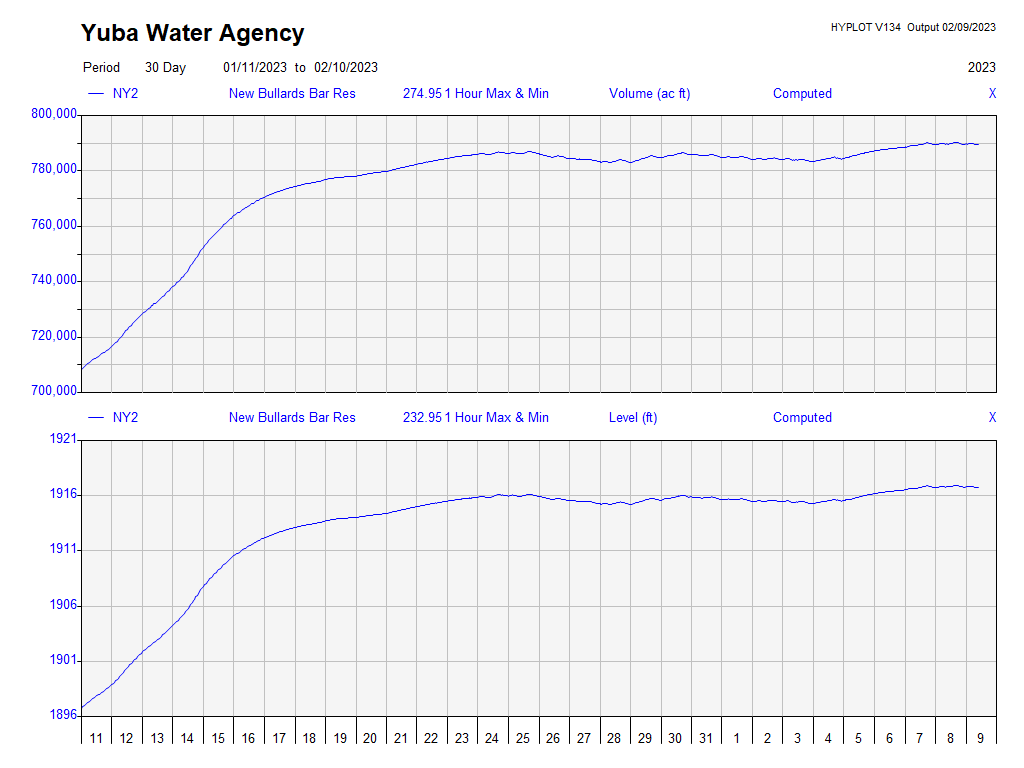 Yuba Water Agency
HYPLOT V134 Output 02/09/2023
Period 30 Day 01/11/2023 to 02/10/2023 2023
NY2 New Bullards Bar Res 274.95 1 Hour Max & Min Volume (ac ft) Computed X
800,000
780,000
760,000
740,000
720,000
700,000
NY2 New Bullards Bar Res 232.95 1 Hour Max & Min Level (ft) Computed X
1921
1916
1911
1906
1901
1896
11 12 13 14 15 16 17 18 19 20 21 22 23 24 25 26 27 28 29 30 31 1 2 3 4 5 6 7 8 9